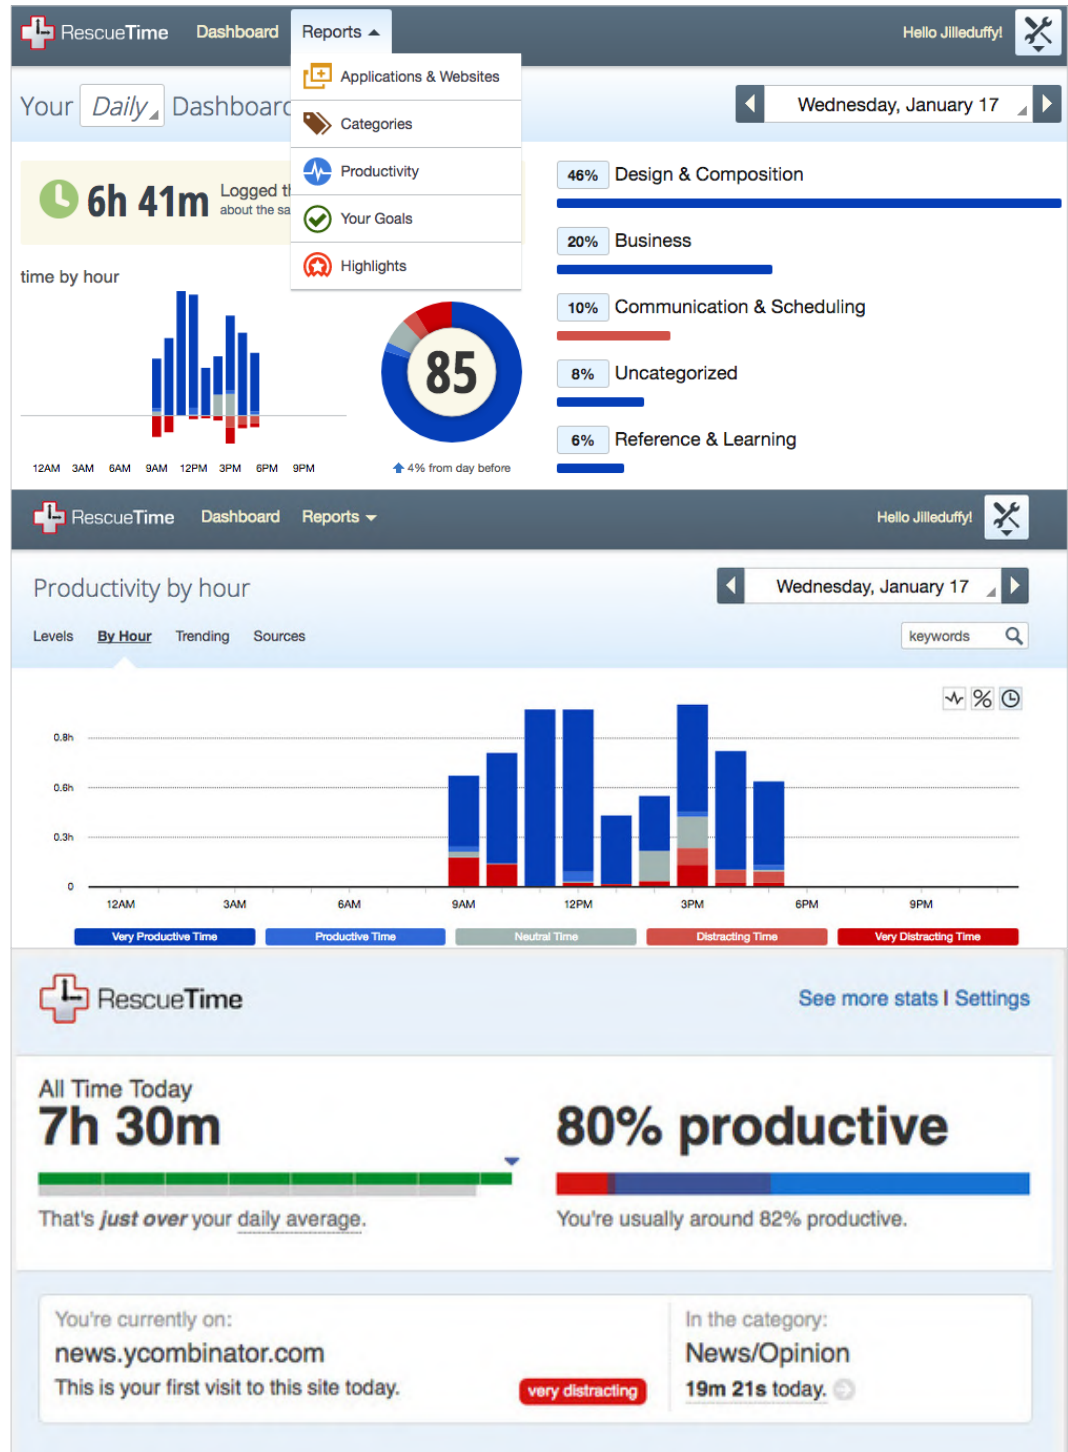 RescueTime Dashboard Reports Hello Jilleduffy!
Applications & Websites
Your Daily Dashboard Wednesday, January 17
Categories
Productivity
Your Goals
Highlights
6h 41m Logged
about the sa
time by hour
12AM 3AM 6AM 9AM 12PM 3PM 6PM 9PM
85
4% from day before
46% Design & Composition
20% Business
10% Communication & Scheduling
8% Uncategorized
6% Reference & Learning
RescueTime Dashboard Reports Hello Jilleduffy!
Productivity by hour Wednesday, January 17
Levels By Hour Trending Sources keywords
%
0.8h
0.6h
0.3h
0
12AM 3AM 6AM 9AM 12PM 3PM 6PM 9PM
Very Productive Time Productive Time Neutral Time Distracting Time Very Distracting Time
RescueTime See more stats | Settings
All Time Today
7h 30m 80% productive
That's just over your daily average. You're usually around 82% productive.
You're currently on: In the category:
news.ycombinator.com News/Opinion
This is your first visit to this site today. very distracting 19m 21s today.